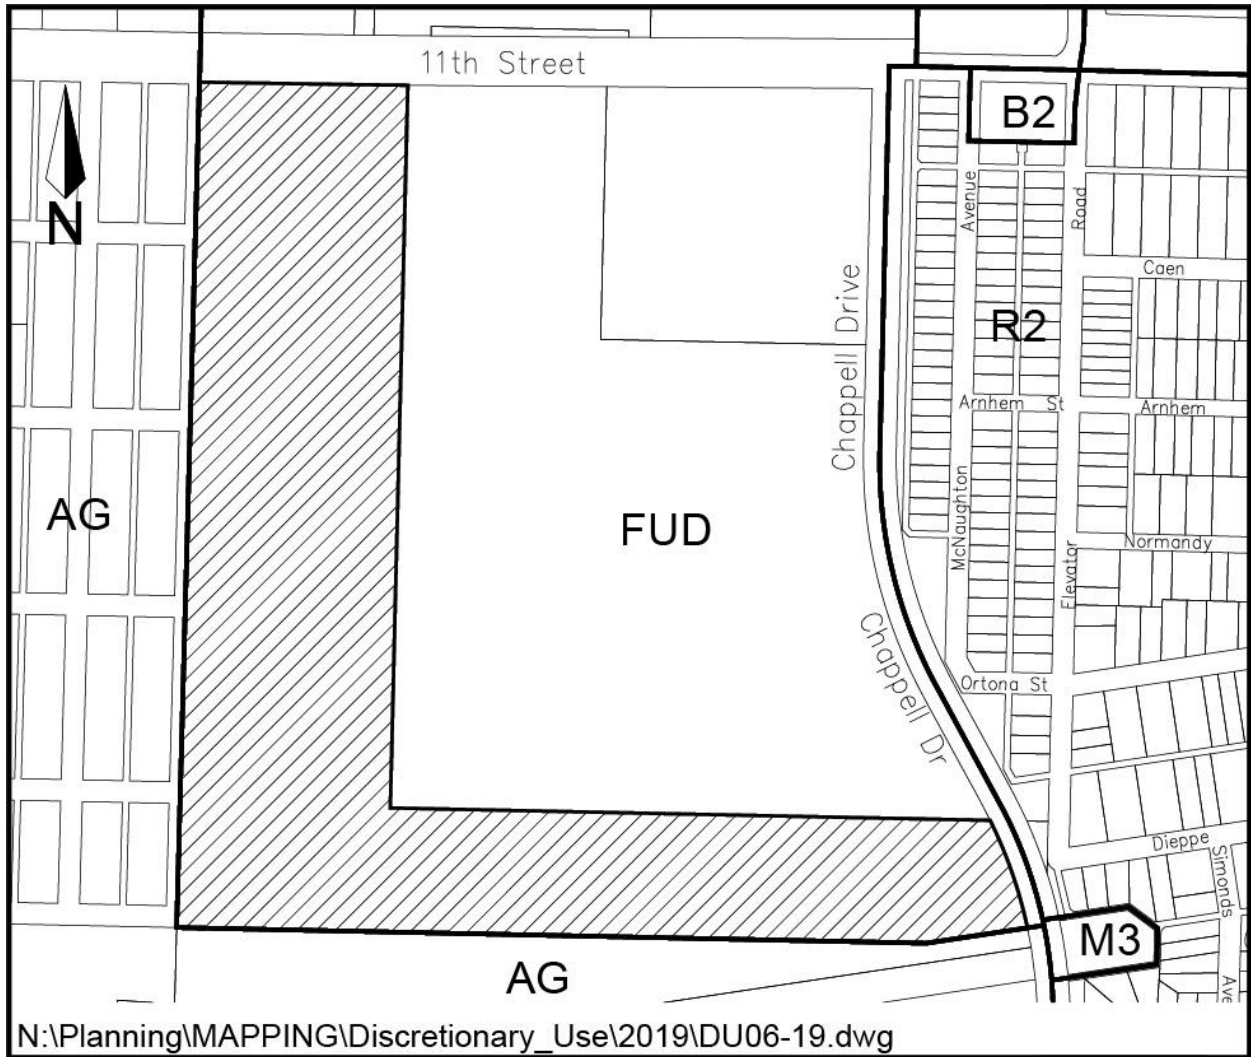 11th Street
B2
N
Avenue
Road
Caen
Chappell Drive
R2
Arnhem St
Arnhem
AG
FUD
McNaughton
Elevator
Normandy
Chappell Dr
Ortona St
Dieppe
Simonds
Ave
M3
AG
N:\Planning\MAPPING\Discretionary_Use\2019\DU06-19.dwg